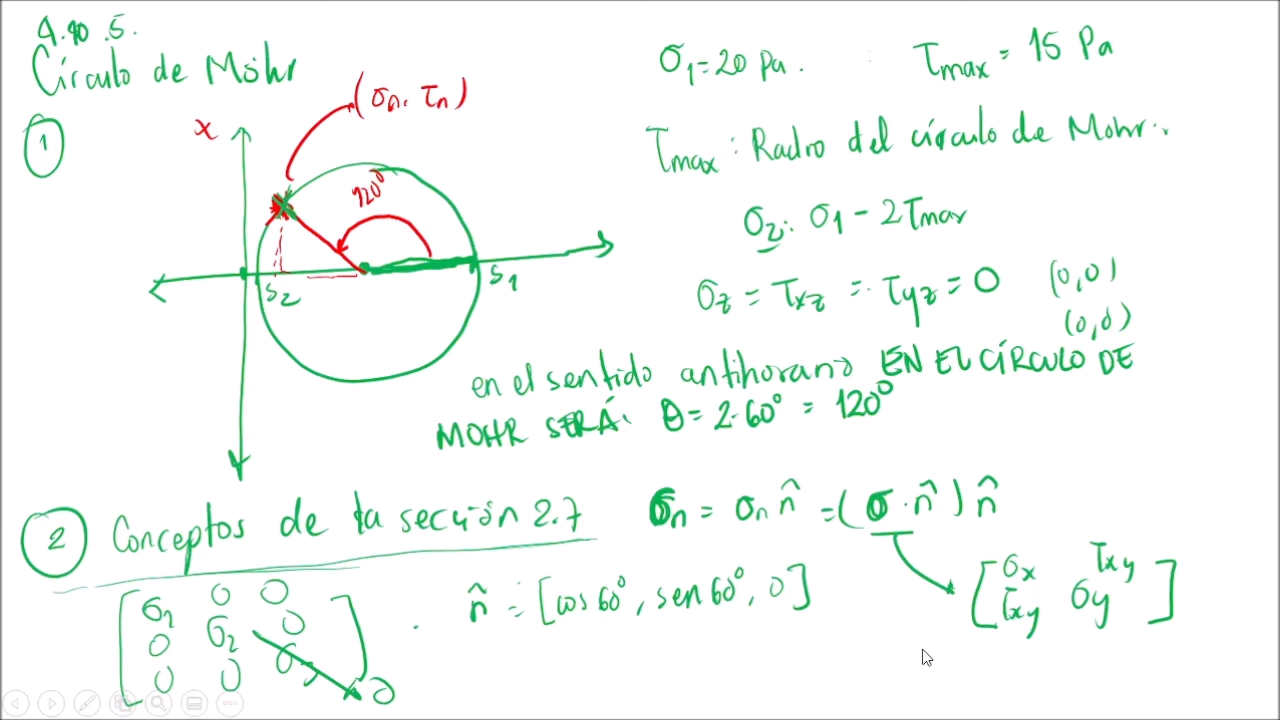 4.10.5.
Círculo de Mohr
1
x
(σn, τn)
120°
S2
S1
σ1 = 20 Pa.
τmax = 15 Pa
τmax : Radio del círculo de Mohr.
σ2: σ1 - 2τmax
σz = τxz = τyz = 0
(0,0)
(0,0)
en el sentido antihorario EN EL CÍRCULO DE
MOHR SERÁ: θ = 2·60° = 120°
2 Conceptos de la sección 2.7
σn = σn n̂ = (σ · n̂) n̂
[σ1 0 0
0 σ2 0
0 0 σ3] 0
n̂ = [cos 60°, sen 60°, 0]
[σx τxy
τxy σy]